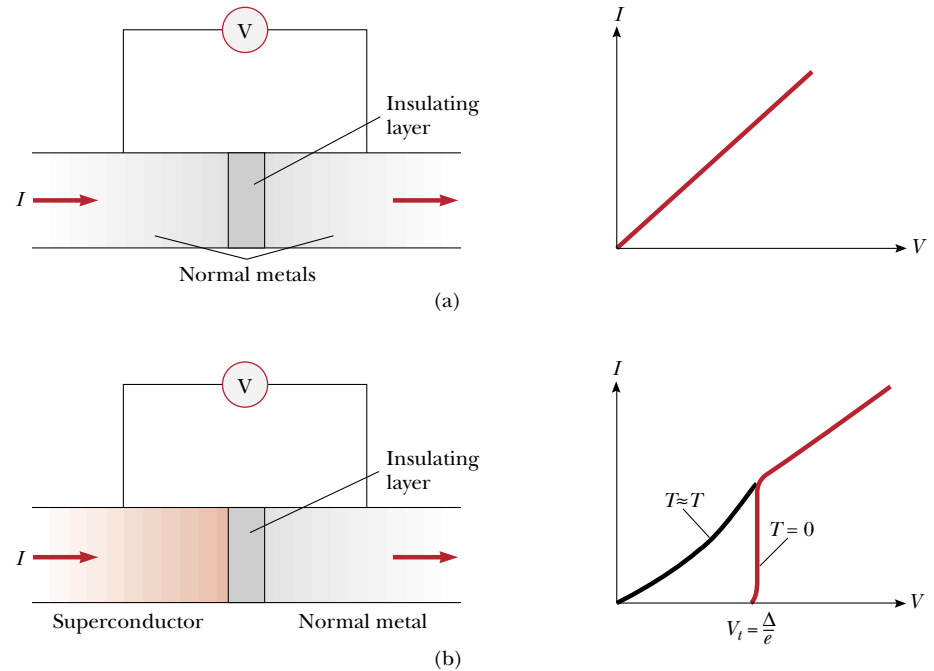 V
Insulating
layer
I
Normal metals
I
V
(a)
V
Insulating
layer
I
Superconductor
Normal metal
I
T≈T
T = 0
V
V_t = Δ/e
(b)